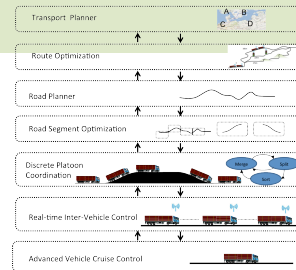 Transport Planner
A B
C D
Route Optimization
Road Planner
Road Segment Optimization
Discrete Platoon
Coordination
Merge Split
Real-time Inter-Vehicle Control
Advanced Vehicle Cruise Control